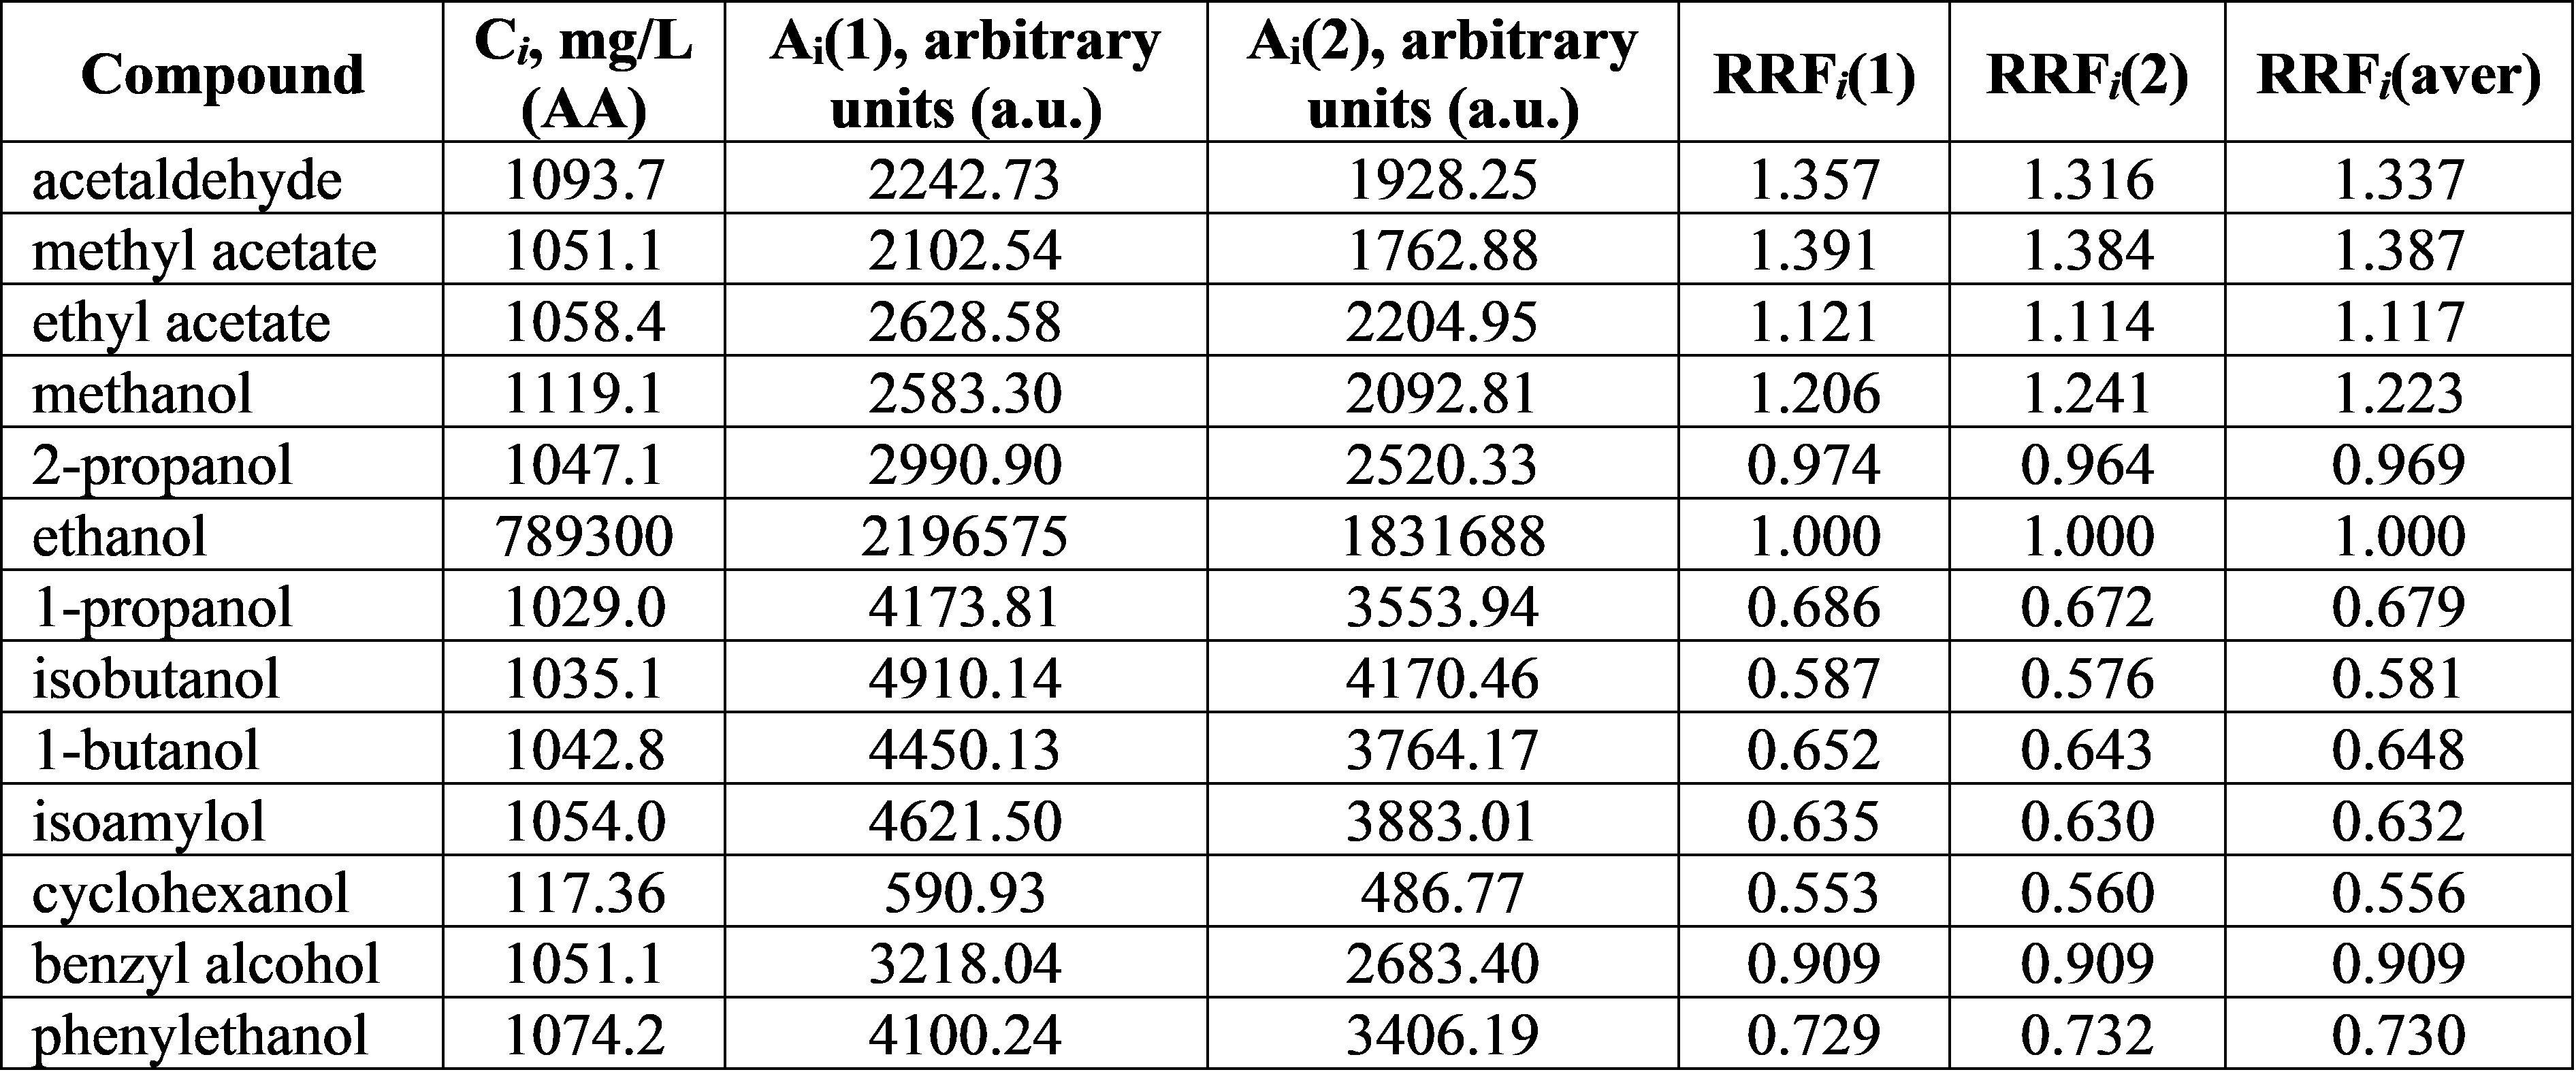 Compound Cᵢ, mg/L (AA) Aᵢ(1), arbitrary units (a.u.) Aᵢ(2), arbitrary units (a.u.) RRFᵢ(1) RRFᵢ(2) RRFᵢ(aver)
acetaldehyde 1093.7 2242.73 1928.25 1.357 1.316 1.337
methyl acetate 1051.1 2102.54 1762.88 1.391 1.384 1.387
ethyl acetate 1058.4 2628.58 2204.95 1.121 1.114 1.117
methanol 1119.1 2583.30 2092.81 1.206 1.241 1.223
2-propanol 1047.1 2990.90 2520.33 0.974 0.964 0.969
ethanol 789300 2196575 1831688 1.000 1.000 1.000
1-propanol 1029.0 4173.81 3553.94 0.686 0.672 0.679
isobutanol 1035.1 4910.14 4170.46 0.587 0.576 0.581
1-butanol 1042.8 4450.13 3764.17 0.652 0.643 0.648
isoamylol 1054.0 4621.50 3883.01 0.635 0.630 0.632
cyclohexanol 117.36 590.93 486.77 0.553 0.560 0.556
benzyl alcohol 1051.1 3218.04 2683.40 0.909 0.909 0.909
phenylethanol 1074.2 4100.24 3406.19 0.729 0.732 0.730